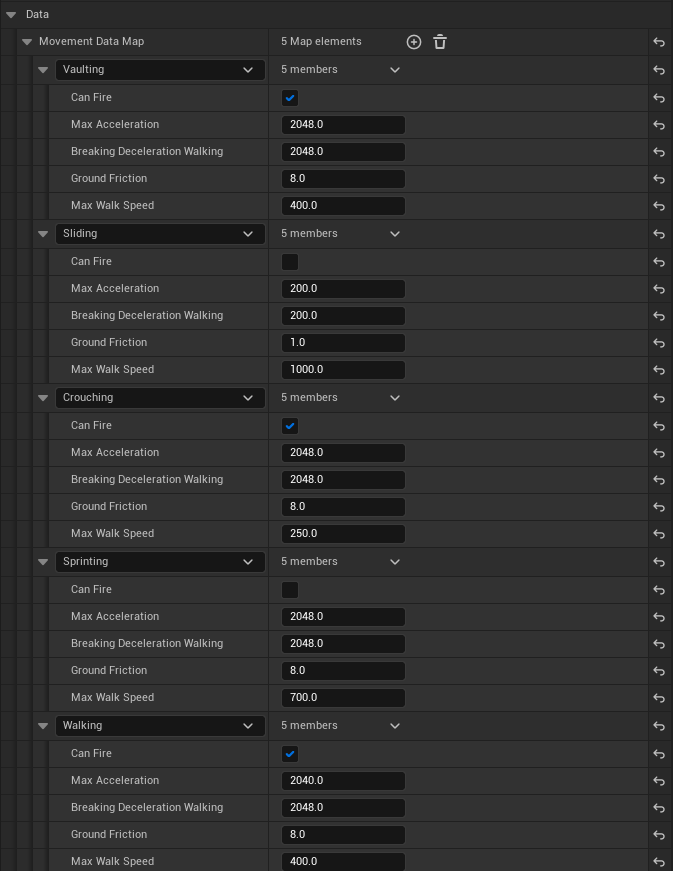 Data
Movement Data Map 5 Map elements
Vaulting 5 members
Can Fire
Max Acceleration 2048.0
Breaking Deceleration Walking 2048.0
Ground Friction 8.0
Max Walk Speed 400.0
Sliding 5 members
Can Fire
Max Acceleration 200.0
Breaking Deceleration Walking 200.0
Ground Friction 1.0
Max Walk Speed 1000.0
Crouching 5 members
Can Fire
Max Acceleration 2048.0
Breaking Deceleration Walking 2048.0
Ground Friction 8.0
Max Walk Speed 250.0
Sprinting 5 members
Can Fire
Max Acceleration 2048.0
Breaking Deceleration Walking 2048.0
Ground Friction 8.0
Max Walk Speed 700.0
Walking 5 members
Can Fire
Max Acceleration 2040.0
Breaking Deceleration Walking 2048.0
Ground Friction 8.0
Max Walk Speed 400.0